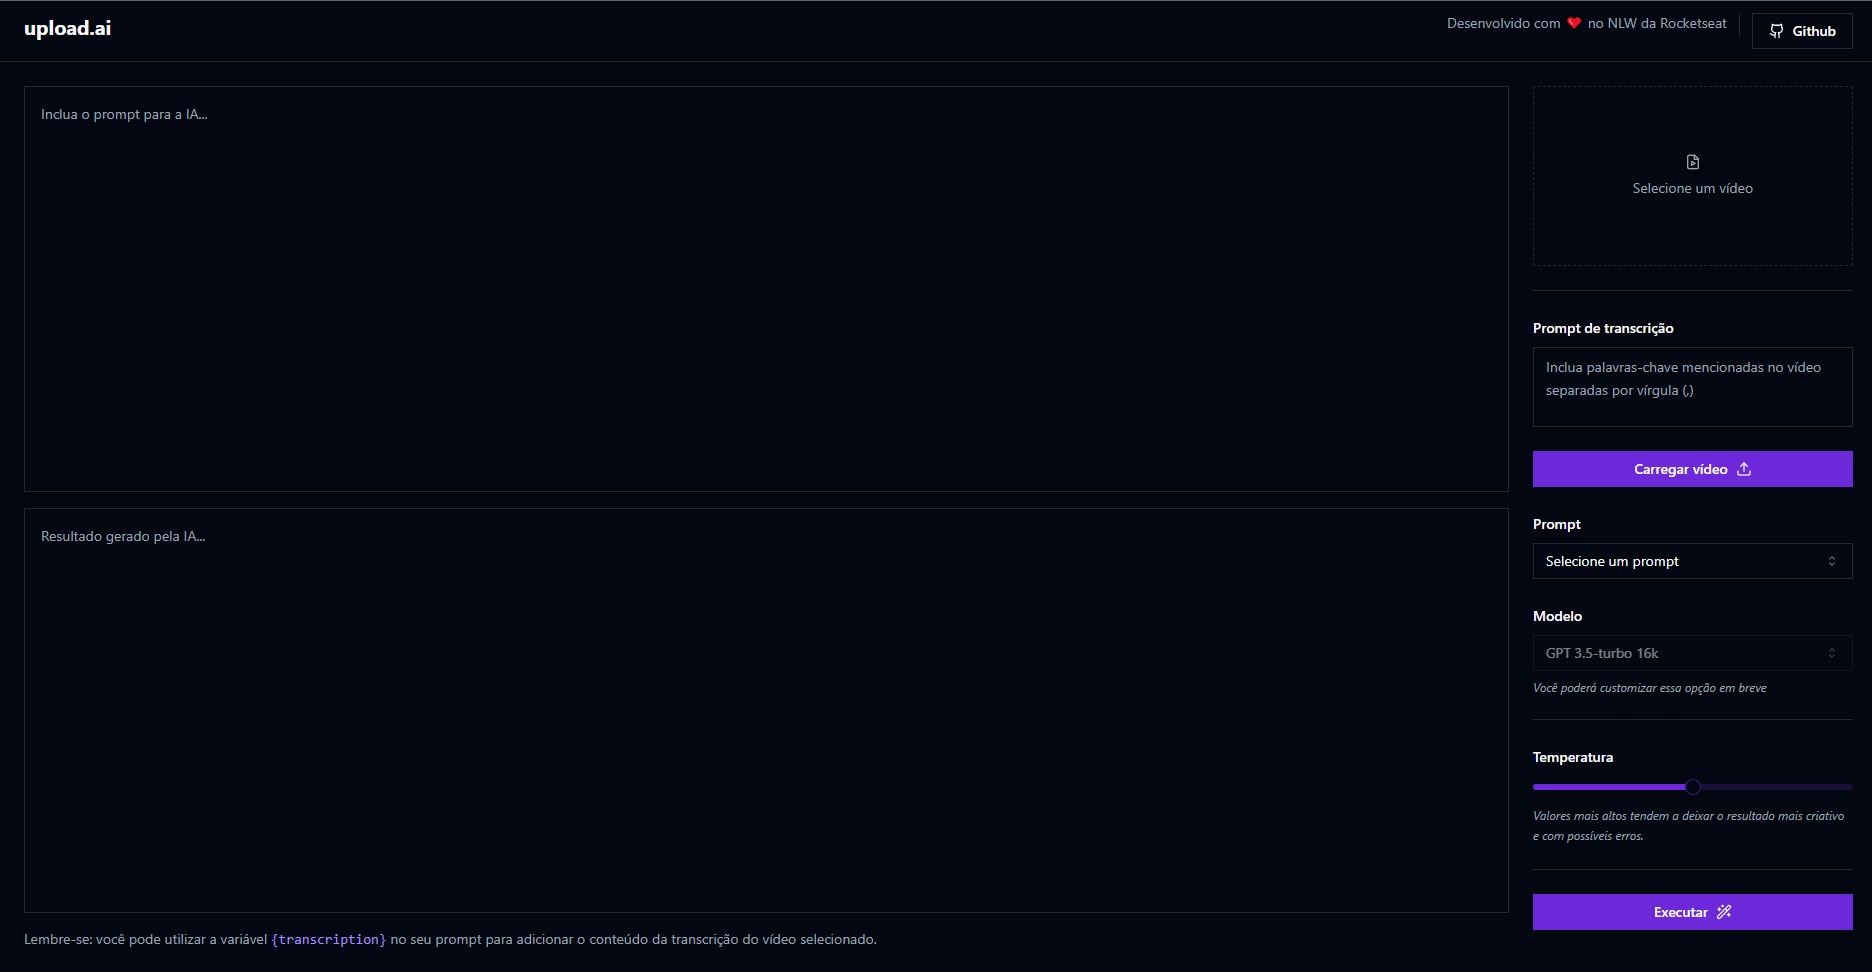 upload.ai
Desenvolvido com ❤ no NLW da Rocketseat
Github
Inclua o prompt para a IA...
Resultado gerado pela IA...
Lembre-se: você pode utilizar a variável {transcription} no seu prompt para adicionar o conteúdo da transcrição do vídeo selecionado.
Selecione um vídeo
Prompt de transcrição
Inclua palavras-chave mencionadas no vídeo
separadas por vírgula (,)
Carregar vídeo
Prompt
Selecione um prompt
Modelo
GPT 3.5-turbo 16k
Você poderá customizar essa opção em breve
Temperatura
Valores mais altos tendem a deixar o resultado mais criativo
e com possíveis erros.
Executar